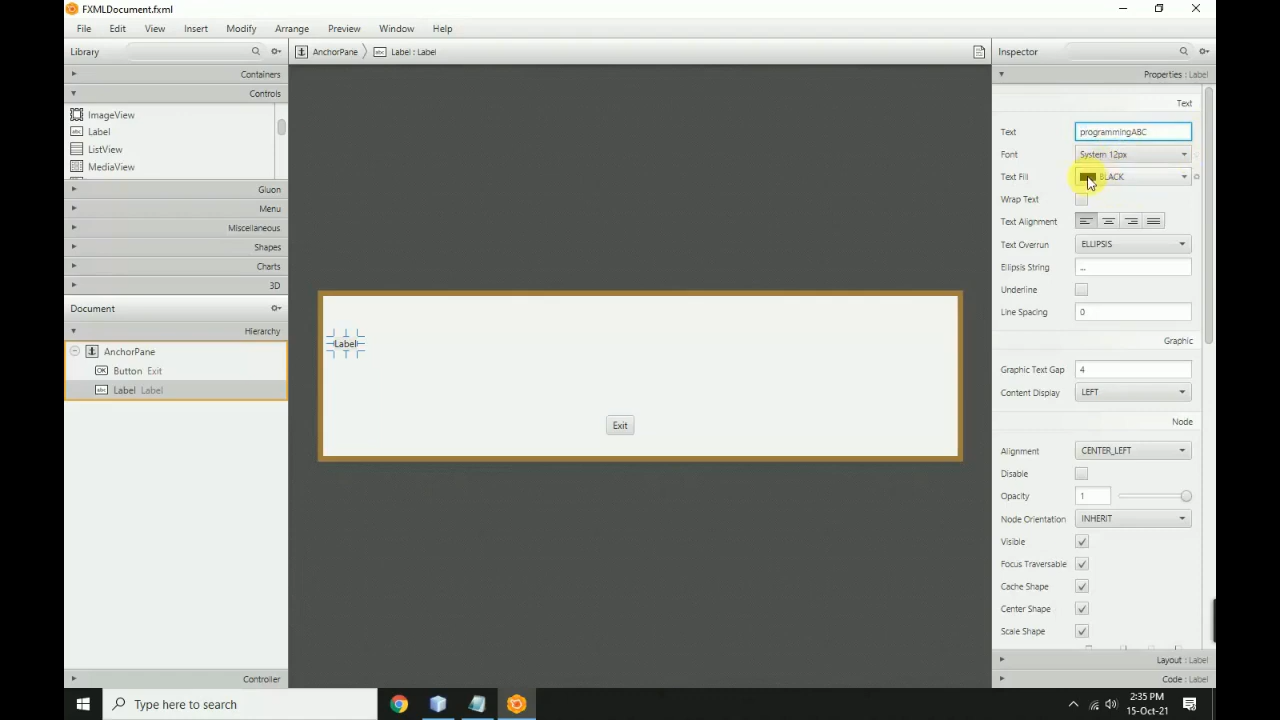 FXMLDocument.fxml
File Edit View Insert Modify Arrange Preview Window Help
Library
Containers
Controls
ImageView
Label
ListView
MediaView
Gluon
Menu
Miscellaneous
Shapes
Charts
3D
Document
Hierarchy
AnchorPane
OK Button Exit
abc Label Label
Controller
AnchorPane abc Label : Label
Label
Exit
Inspector
Properties : Label
Text
Text programmingABC
Font System 12px
Text Fill BLACK
Wrap Text
Text Alignment
Text Overrun ELLIPSIS
Ellipsis String ...
Underline
Line Spacing 0
Graphic
Graphic Text Gap 4
Content Display LEFT
Node
Alignment CENTER_LEFT
Disable
Opacity 1
Node Orientation INHERIT
Visible
Focus Traversable
Cache Shape
Center Shape
Scale Shape
Layout : Label
Code : Label
Type here to search
2:35 PM
15-Oct-21